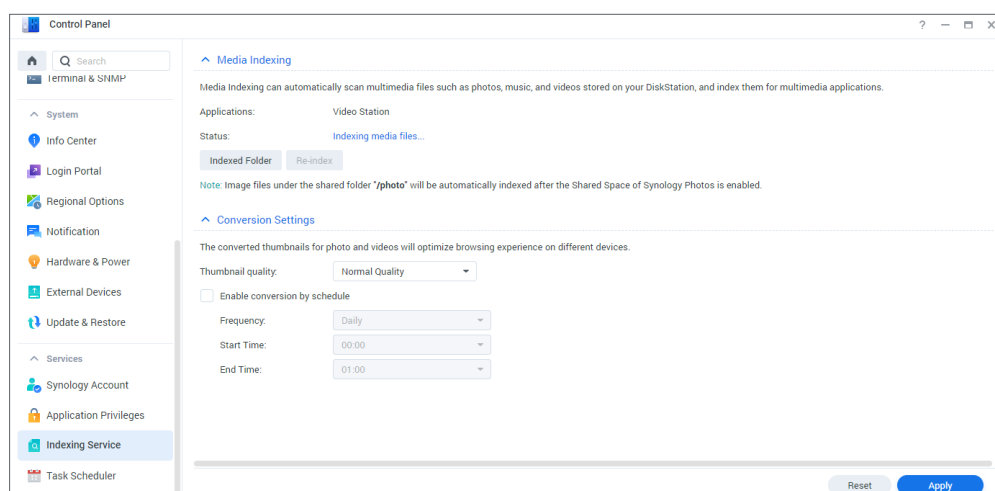 Control Panel
Search
Terminal & SNMP
System
Info Center
Login Portal
Regional Options
Notification
Hardware & Power
External Devices
Update & Restore
Services
Synology Account
Application Privileges
Indexing Service
Task Scheduler
Media Indexing
Media Indexing can automatically scan multimedia files such as photos, music, and videos stored on your DiskStation, and index them for multimedia applications.
Applications: Video Station
Status: Indexing media files...
Indexed Folder Re-index
Note: Image files under the shared folder "/photo" will be automatically indexed after the Shared Space of Synology Photos is enabled.
Conversion Settings
The converted thumbnails for photo and videos will optimize browsing experience on different devices.
Thumbnail quality: Normal Quality
Enable conversion by schedule
Frequency: Daily
Start Time: 00:00
End Time: 01:00
Reset Apply